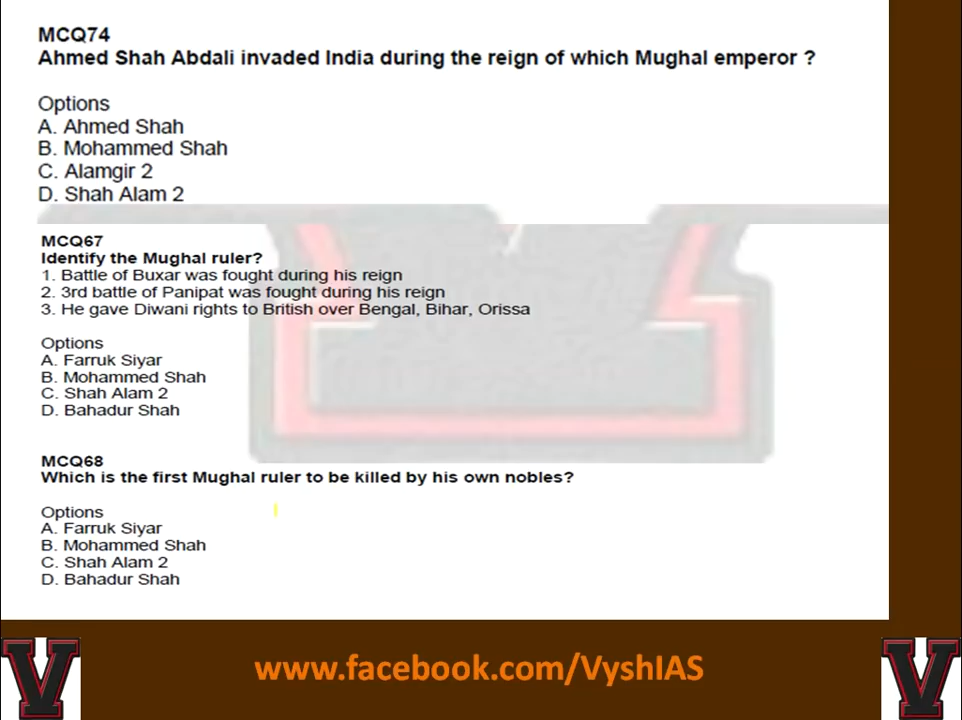 MCQ74
Ahmed Shah Abdali invaded India during the reign of which Mughal emperor ?
Options
A. Ahmed Shah
B. Mohammed Shah
C. Alamgir 2
D. Shah Alam 2
MCQ67
Identify the Mughal ruler?
1. Battle of Buxar was fought during his reign
2. 3rd battle of Panipat was fought during his reign
3. He gave Diwani rights to British over Bengal, Bihar, Orissa
Options
A. Farruk Siyar
B. Mohammed Shah
C. Shah Alam 2
D. Bahadur Shah
MCQ68
Which is the first Mughal ruler to be killed by his own nobles?
Options
A. Farruk Siyar
B. Mohammed Shah
C. Shah Alam 2
D. Bahadur Shah
V www.facebook.com/VyshIAS V